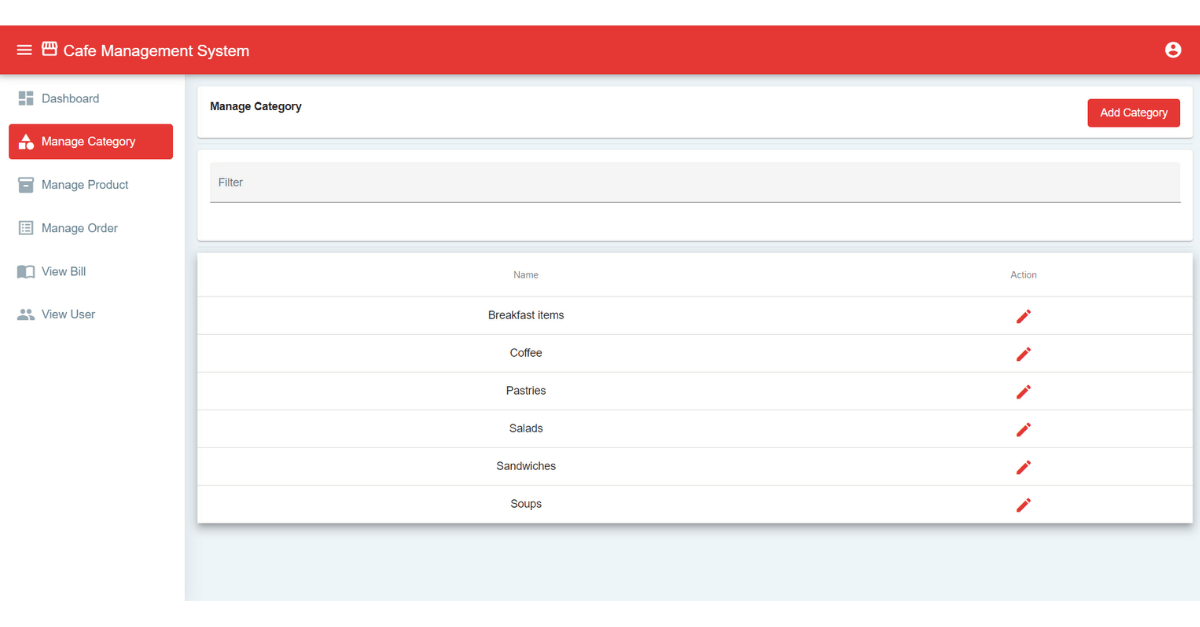 Cafe Management System
Dashboard
Manage Category
Manage Product
Manage Order
View Bill
View User
Manage Category
Add Category
Filter
Name Action
Breakfast items
Coffee
Pastries
Salads
Sandwiches
Soups